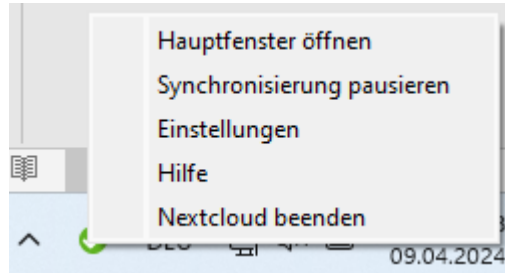 Hauptfenster öffnen
Synchronisierung pausieren
Einstellungen
Hilfe
Nextcloud beenden
09.04.2024